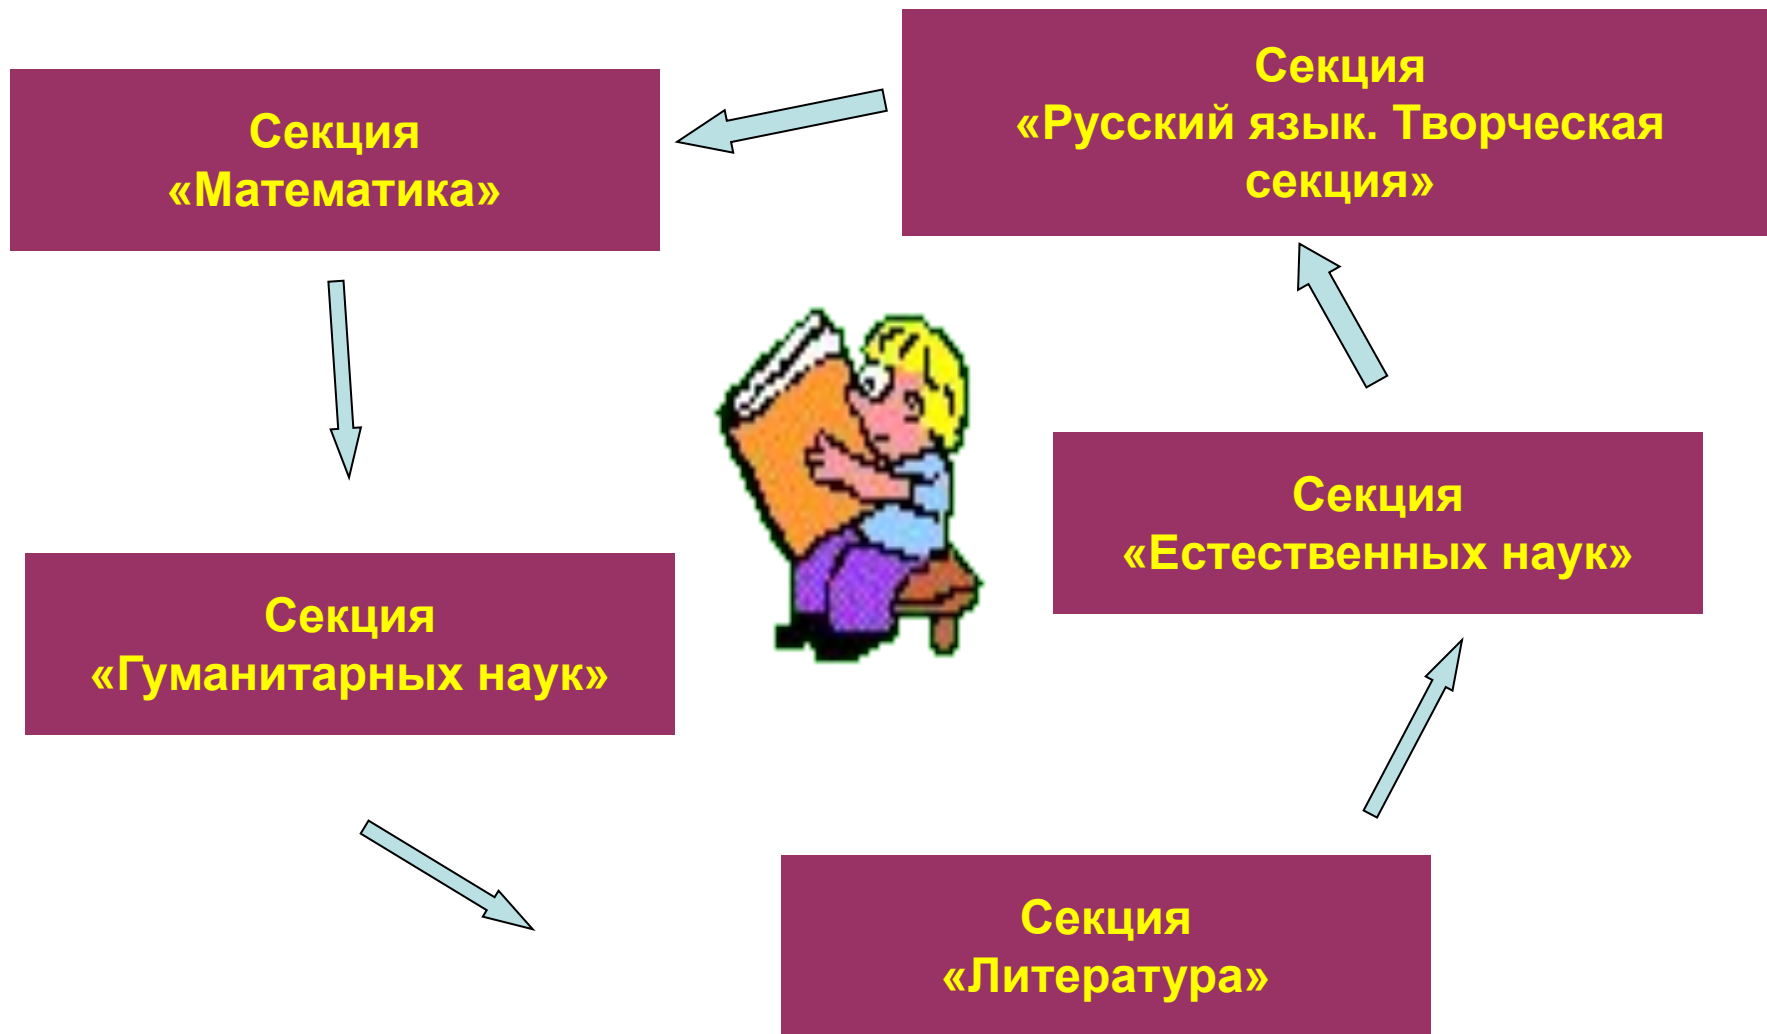 Секция
«Математика»
Секция
«Русский язык. Творческая
секция»
Секция
«Естественных наук»
Секция
«Гуманитарных наук»
Секция
«Литература»